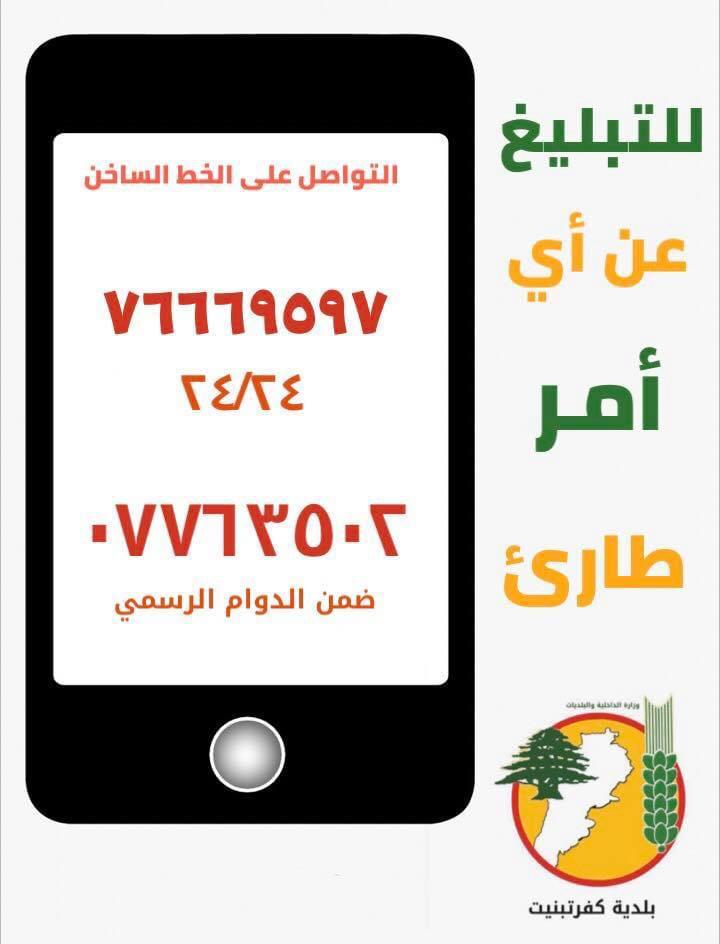 للتبليغ
عن أي
أمر
طارئ
التواصل على الخط الساخن
٧٦٦٦٩٥٩٧
٢٤/٢٤
٠٧٧٦٣٥٠٢
ضمن الدوام الرسمي
وزارة الداخلية والبلديات
بلدية كفرتبنيت